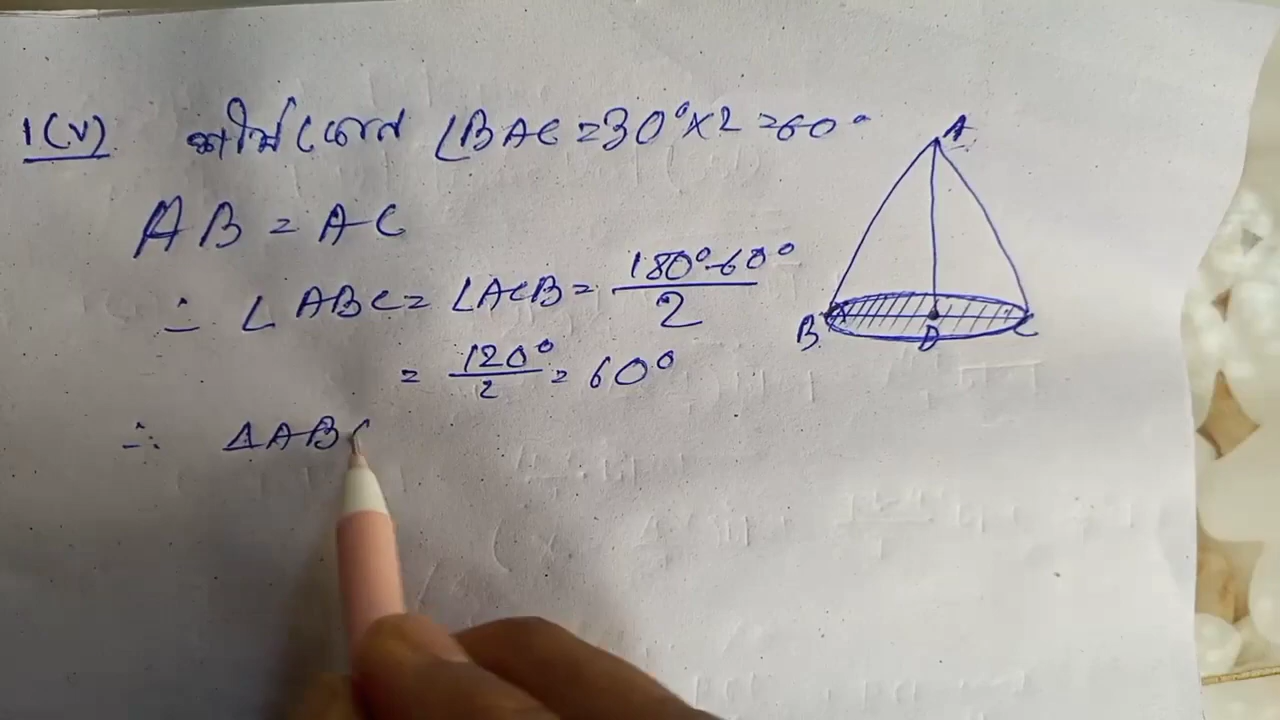 1(v) শীর্ষকোণ ∠BAC = 30° × 2 = 60°
AB = AC
∴ ∠ABC = ∠ACB = (180° - 60°)/2
= 120°/2 = 60°
∴ ΔABC
A
B D C